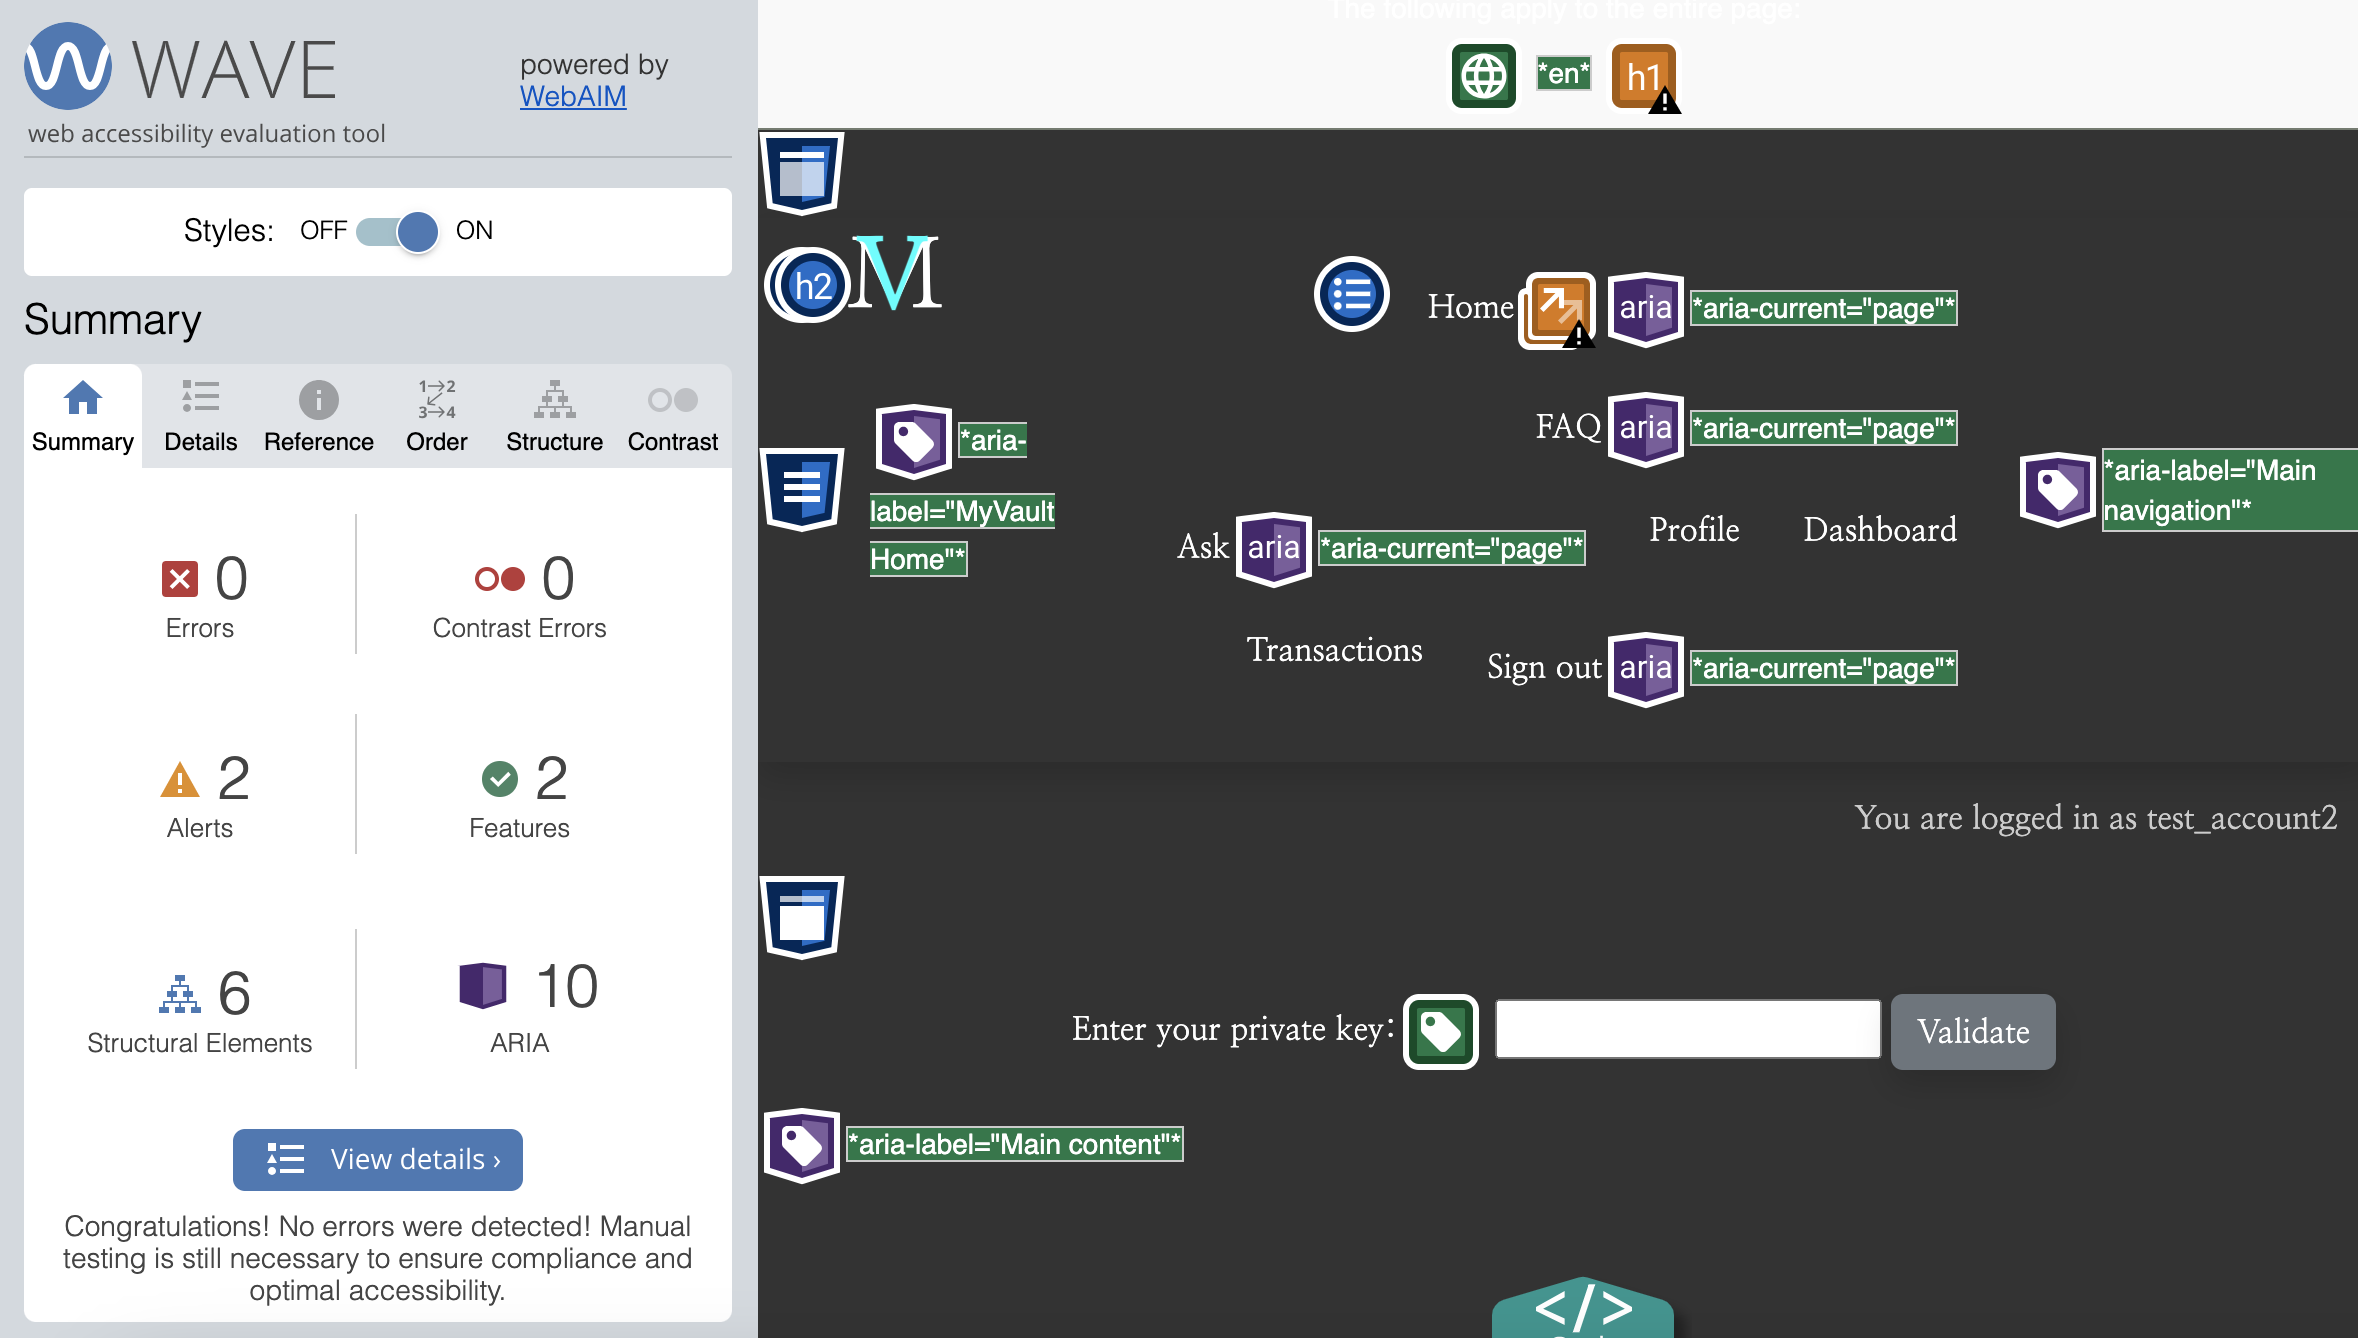 WAVE
powered by
WebAIM
web accessibility evaluation tool
Styles: OFF ON
Summary
Summary Details Reference Order Structure Contrast
0 Errors
0 Contrast Errors
2 Alerts
2 Features
6 Structural Elements
10 ARIA
View details ›
Congratulations! No errors were detected! Manual
testing is still necessary to ensure compliance and
optimal accessibility.
The following apply to the entire page:
*en* h1
h2
Home aria *aria-current="page"*
FAQ aria *aria-current="page"*
*aria-
label="MyVault
Home"*
*aria-label="Main
navigation"*
Ask aria *aria-current="page"*
Profile Dashboard
Transactions
Sign out aria *aria-current="page"*
You are logged in as test_account2
Enter your private key: Validate
*aria-label="Main content"*
</>